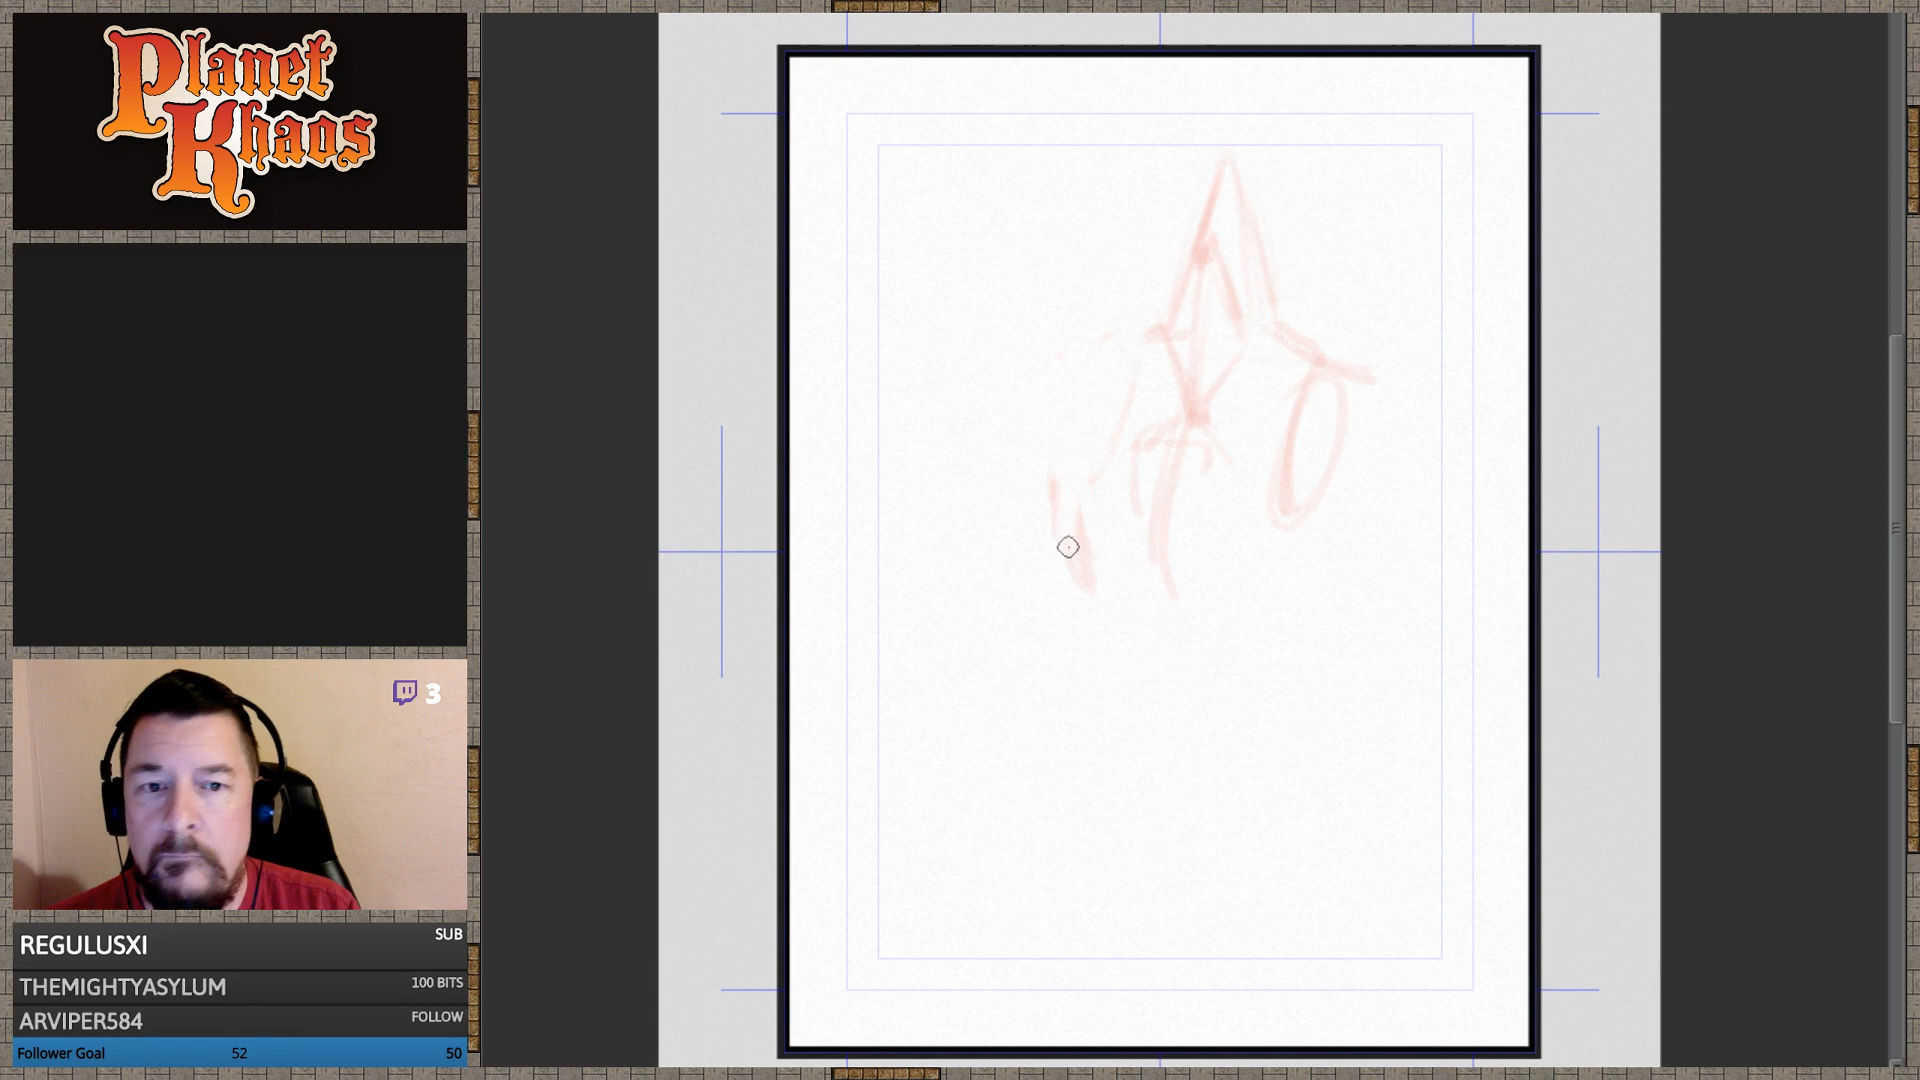 Planet
Khaos
3
REGULUSXI SUB
THEMIGHTYASYLUM 100 BITS
ARVIPER584 FOLLOW
Follower Goal 52 50